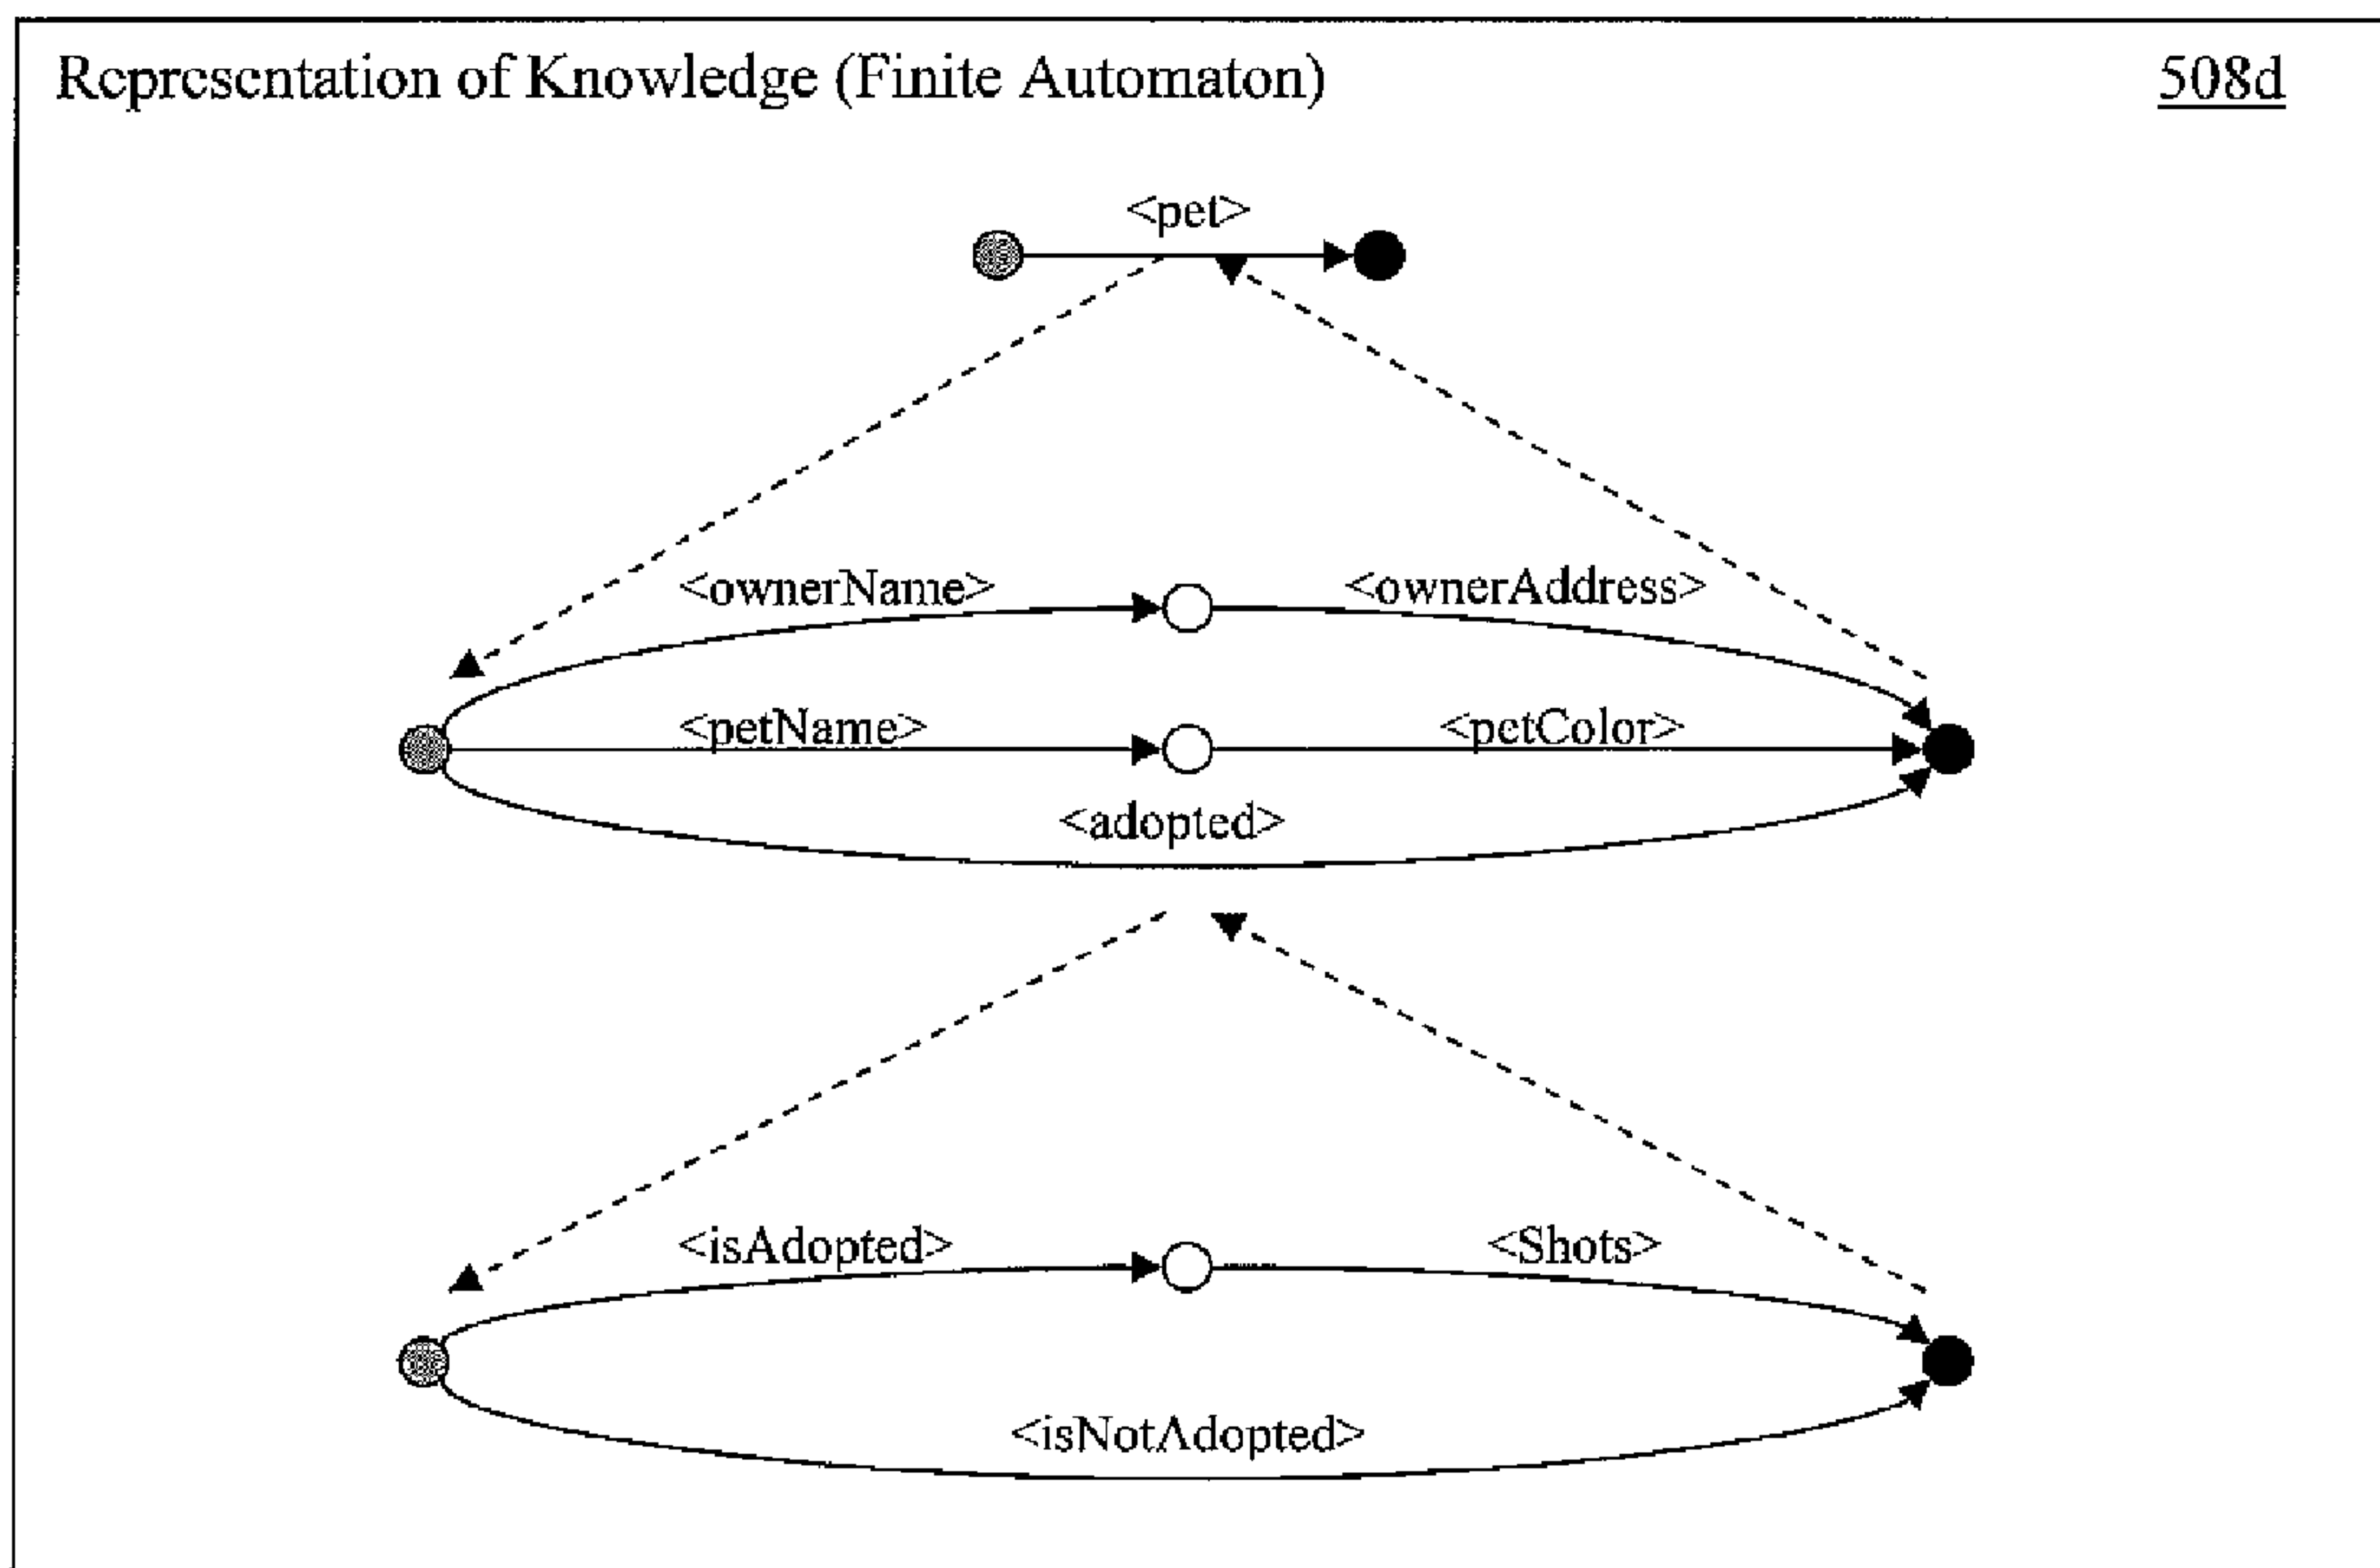 Representation of Knowledge (Finite Automaton) 508d
<pet>
<ownerName> <ownerAddress>
<petName> <petColor>
<adopted>
<isAdopted> <Shots>
<isNotAdopted>